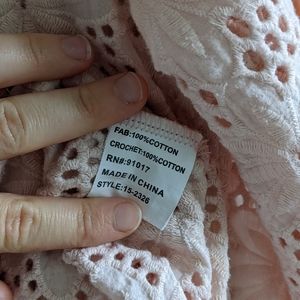 FAB:100%COTTON
CROCHET:100%COTTON
RN#:91017
MADE IN CHINA
STYLE:15-2326